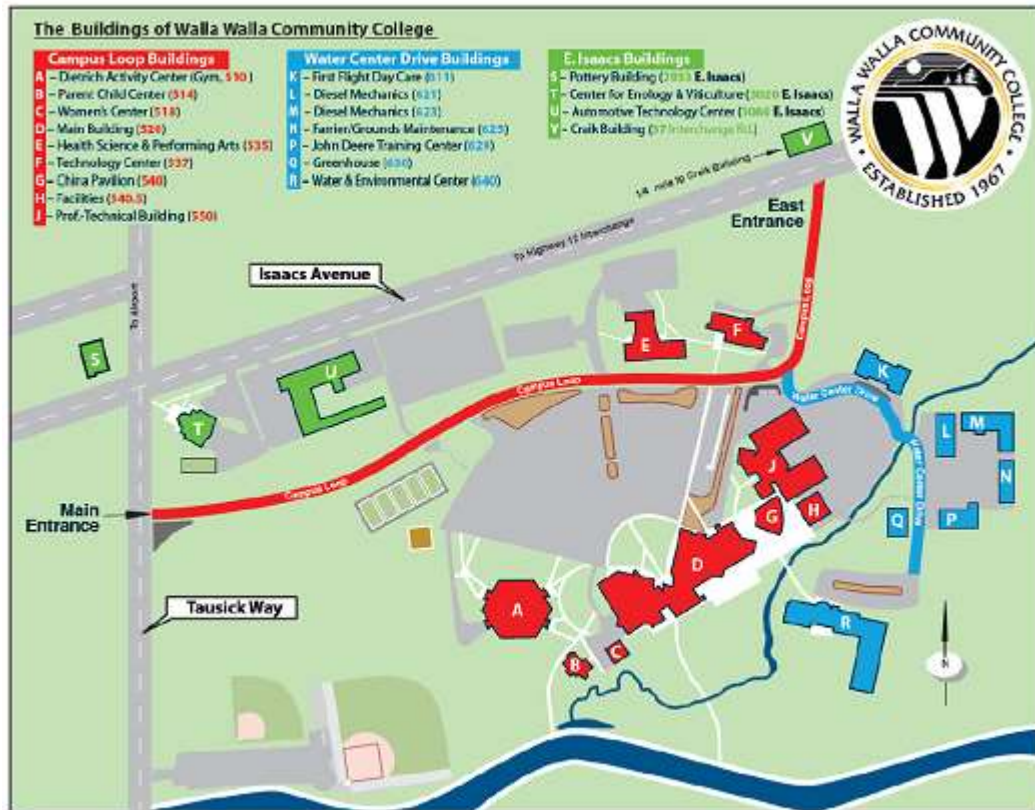 The Buildings of Walla Walla Community College
Campus Loop Buildings
A – Dietrich Activity Center (Gym, 510)
B – Parent Child Center (514)
C – Women's Center (518)
D – Main Building (520)
E – Health Science & Performing Arts (535)
F – Technology Center (537)
G – China Pavilion (540)
H – Facilities (540.5)
J – Prof.-Technical Building (550)
Water Center Drive Buildings
K – First Flight Day Care (611)
L – Diesel Mechanics (621)
M – Diesel Mechanics (623)
N – Farrier/Grounds Maintenance (625)
P – John Deere Training Center (629)
Q – Greenhouse (630)
R – Water & Environmental Center (640)
E. Isaacs Buildings
S – Pottery Building (E. Isaacs)
T – Center for Enology & Viticulture (3020 E. Isaacs)
U – Automotive Technology Center (E. Isaacs)
V – Craik Building (37 Interchange Rd.)
WALLA WALLA COMMUNITY COLLEGE
• ESTABLISHED 1967 •
V
1/4 mile to Craik Building
East
Entrance
To Highway 12 Interchange
Isaacs Avenue
To Airport
Campus Loop
F
E
S
U
K
Campus Loop
Water Center Drive
T
L
M
J
Water Center Drive
N
Campus Loop
Main
Entrance
G
H
Q
P
D
A
Tausick Way
R
C
B
N